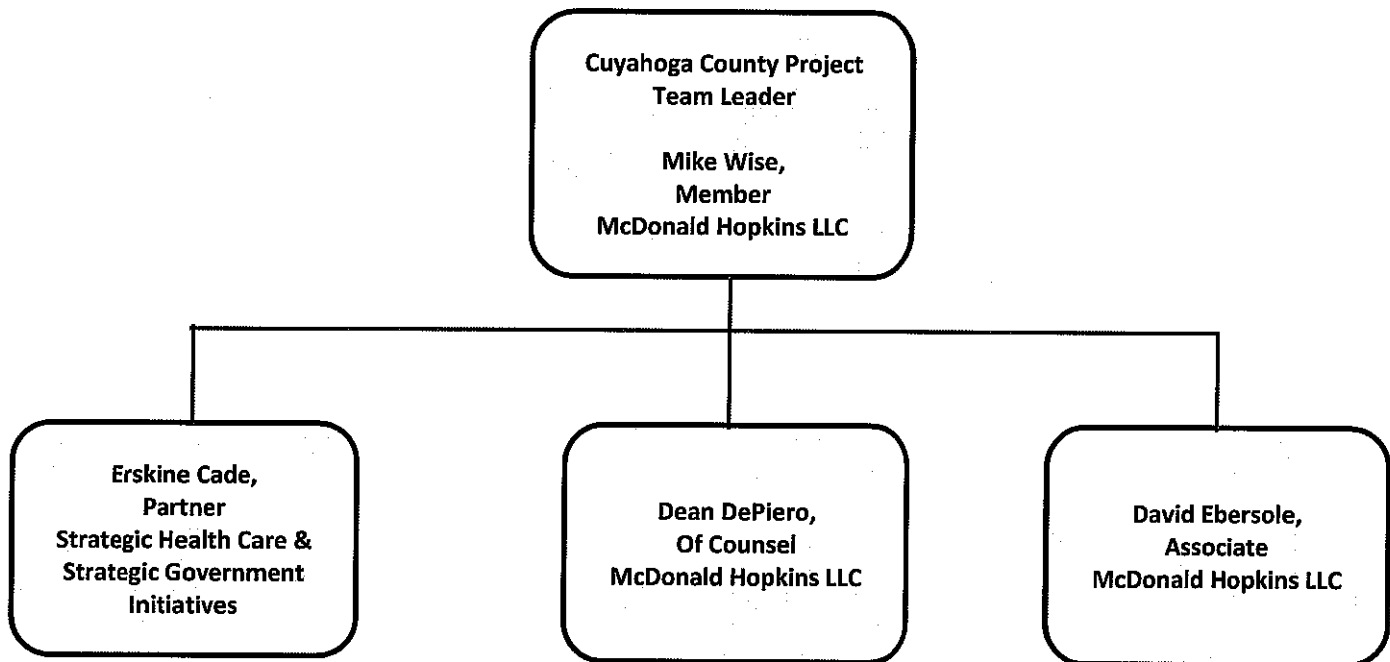 Cuyahoga County Project
Team Leader
Mike Wise,
Member
McDonald Hopkins LLC
Erskine Cade,
Partner
Strategic Health Care &
Strategic Government
Initiatives
Dean DePiero,
Of Counsel
McDonald Hopkins LLC
David Ebersole,
Associate
McDonald Hopkins LLC